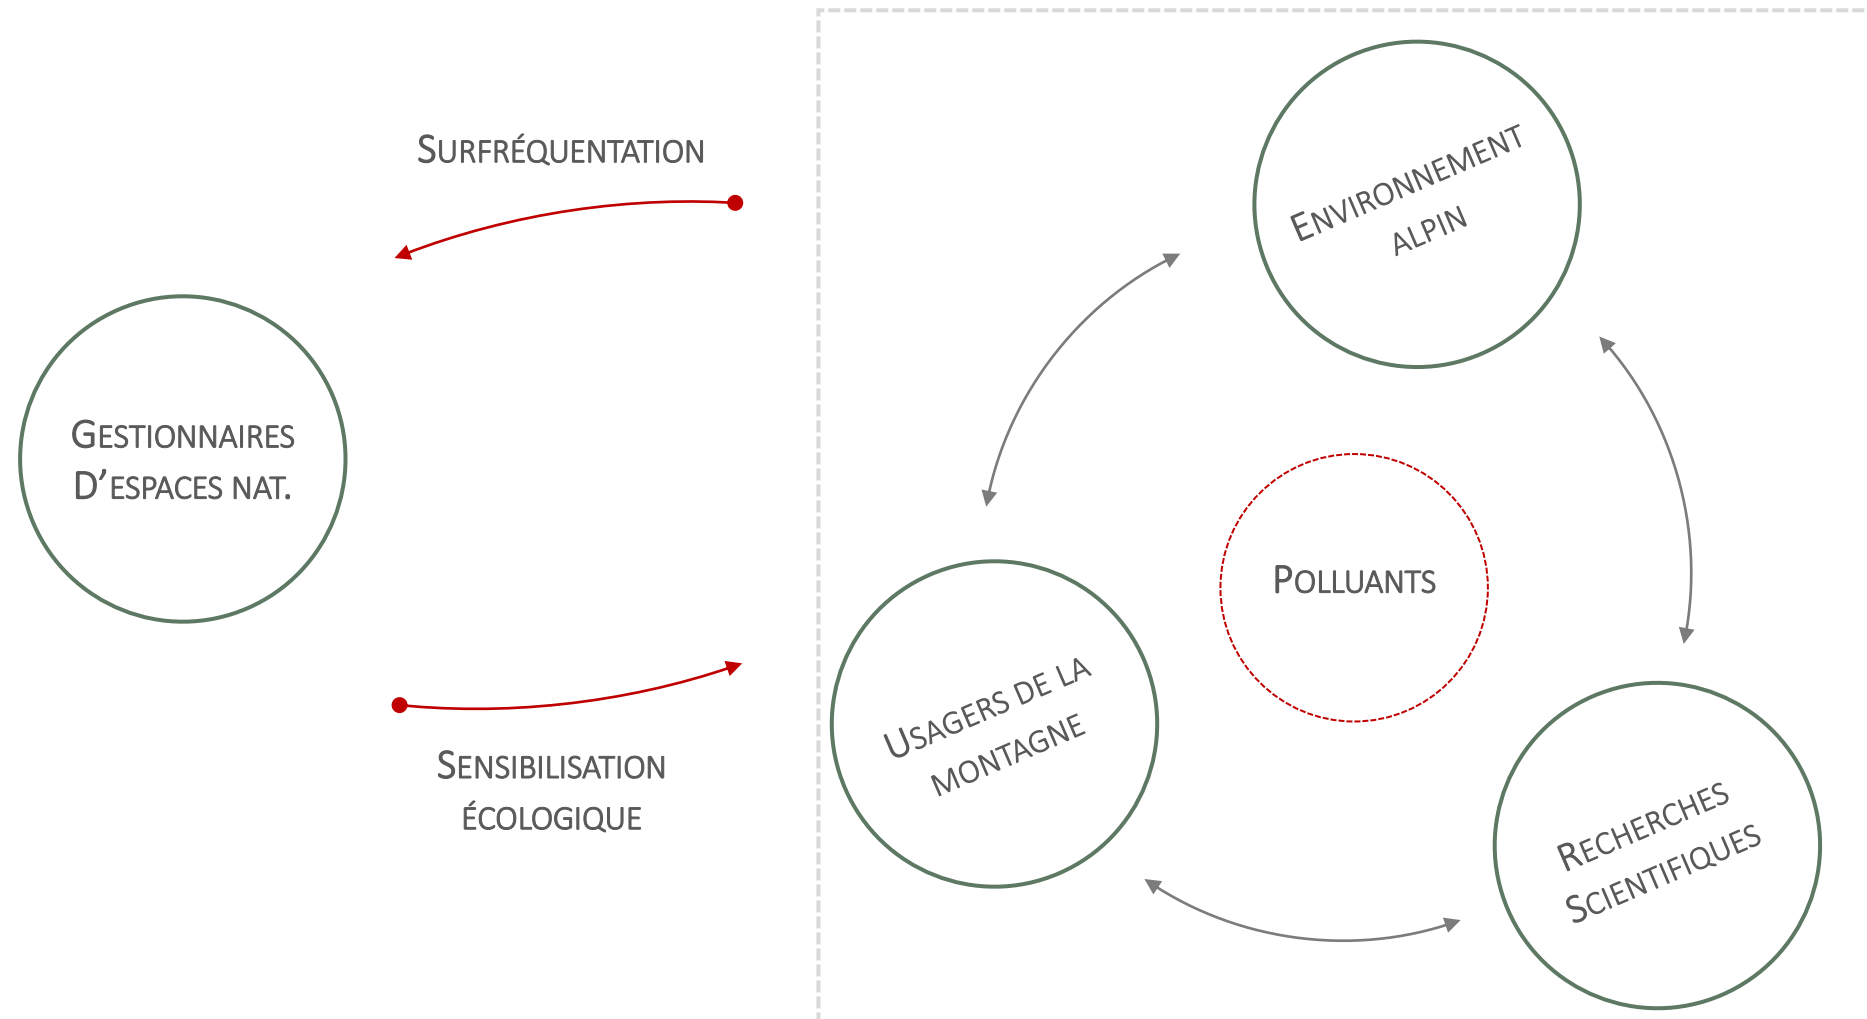 Surfréquentation
Gestionnaires
D’espaces nat.
Sensibilisation
écologique
Environnement
alpin
Polluants
Usagers de la
montagne
Recherches
Scientifiques